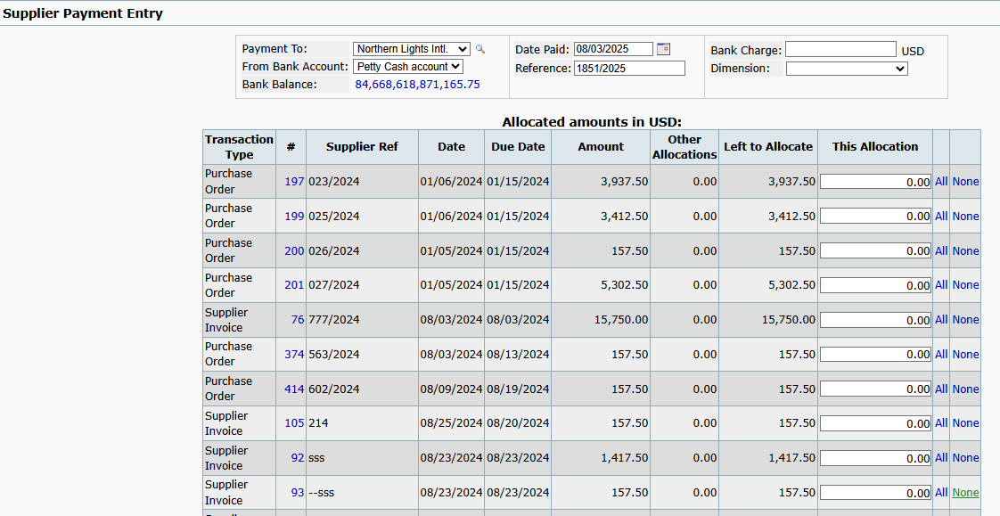 Supplier Payment Entry
Payment To: Northern Lights Intl. Date Paid: 08/03/2025 Bank Charge: USD
From Bank Account: Petty Cash account Reference: 1851/2025 Dimension:
Bank Balance: 84,668,618,871,165.75
Allocated amounts in USD:
Transaction Type # Supplier Ref Date Due Date Amount Other Allocations Left to Allocate This Allocation
Purchase Order 197 023/2024 01/06/2024 01/15/2024 3,937.50 0.00 3,937.50 0.00 All None
Purchase Order 199 025/2024 01/06/2024 01/15/2024 3,412.50 0.00 3,412.50 0.00 All None
Purchase Order 200 026/2024 01/05/2024 01/15/2024 157.50 0.00 157.50 0.00 All None
Purchase Order 201 027/2024 01/05/2024 01/15/2024 5,302.50 0.00 5,302.50 0.00 All None
Supplier Invoice 76 777/2024 08/03/2024 08/03/2024 15,750.00 0.00 15,750.00 0.00 All None
Purchase Order 374 563/2024 08/03/2024 08/13/2024 157.50 0.00 157.50 0.00 All None
Purchase Order 414 602/2024 08/09/2024 08/19/2024 157.50 0.00 157.50 0.00 All None
Supplier Invoice 105 214 08/25/2024 08/20/2024 157.50 0.00 157.50 0.00 All None
Supplier Invoice 92 sss 08/23/2024 08/23/2024 1,417.50 0.00 1,417.50 0.00 All None
Supplier Invoice 93 --sss 08/23/2024 08/23/2024 157.50 0.00 157.50 0.00 All None